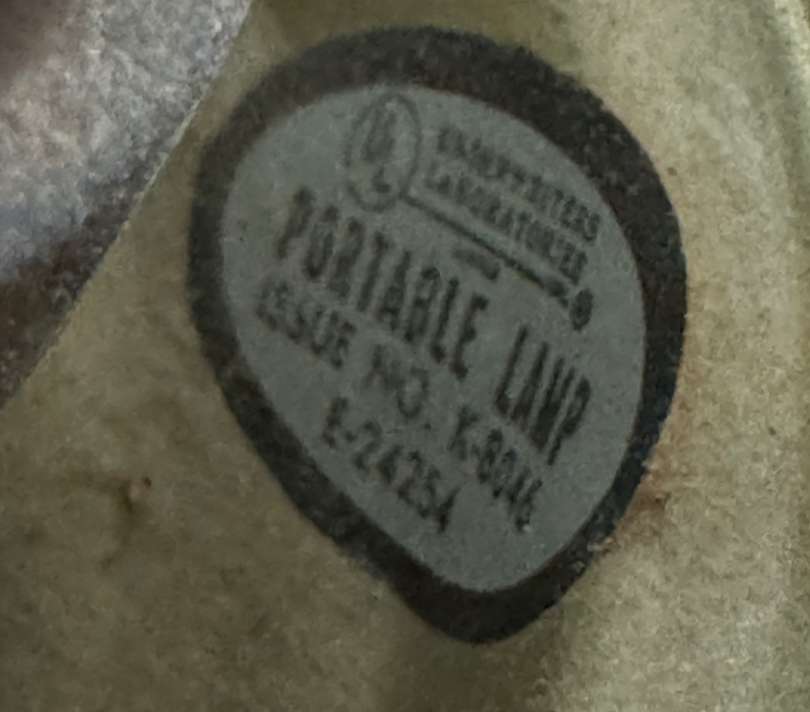 UL
UNDERWRITERS
LABORATORIES
PORTABLE LAMP
ISSUE NO. K-8046
E-24254